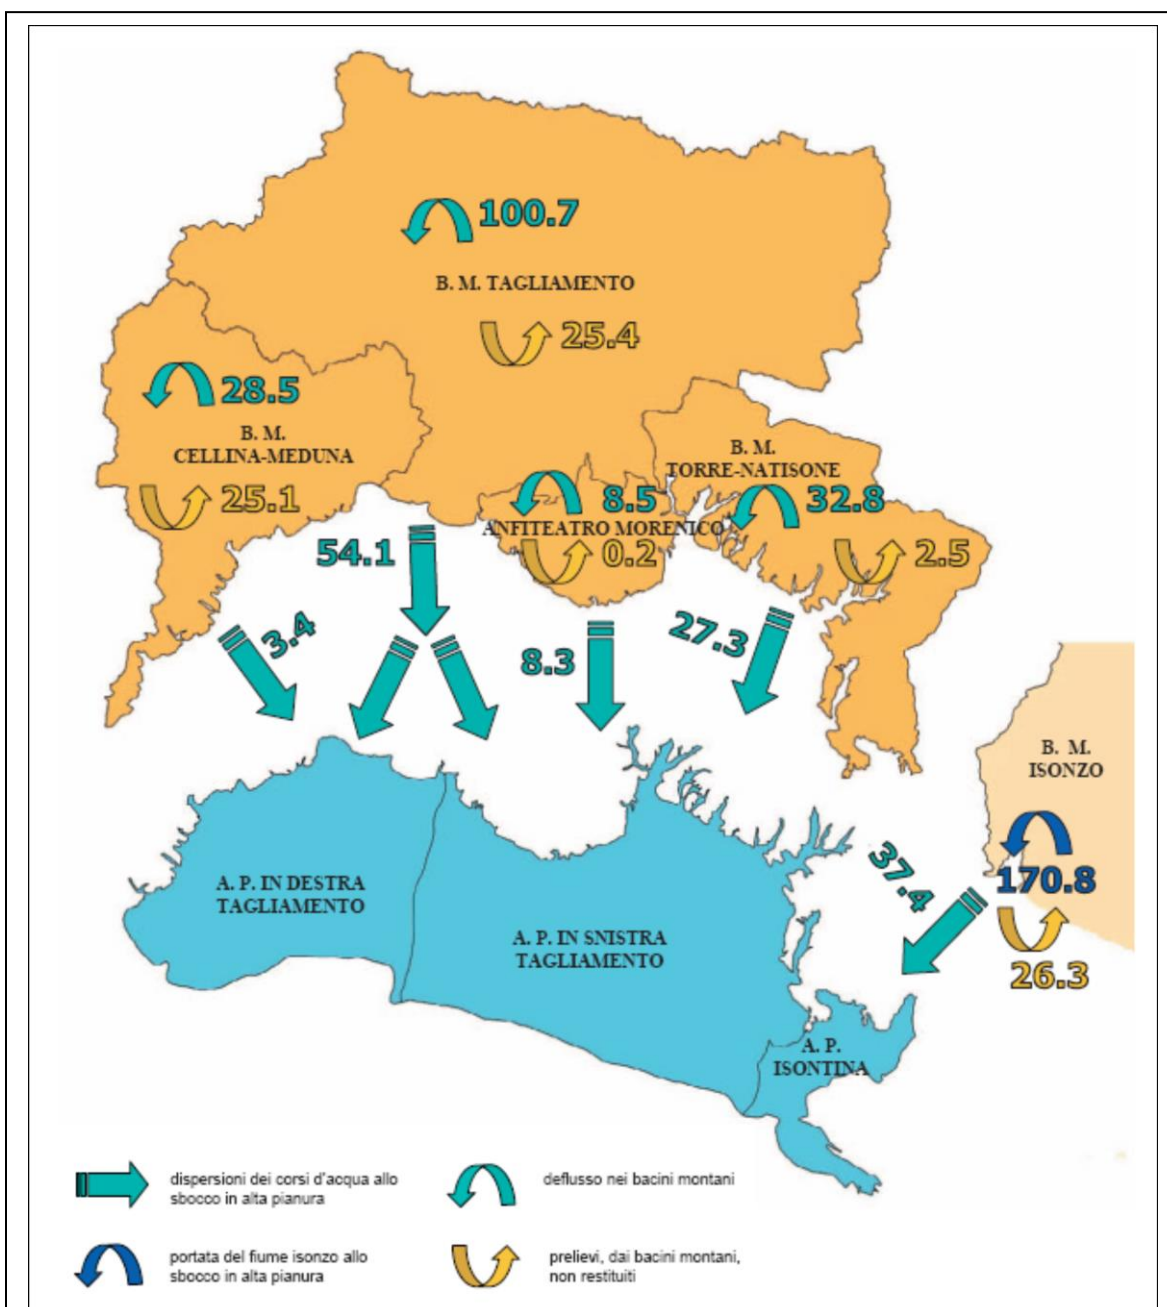 100.7
B. M. TAGLIAMENTO
25.4
28.5
B. M.
CELLINA-MEDUNA
25.1
B. M.
TORRE-NATISONE
8.5
32.8
ANFITEATRO MORENICO
0.2
2.5
54.1
3.4
8.3
27.3
B. M.
ISONZO
37.4
170.8
26.3
A. P. IN DESTRA
TAGLIAMENTO
A. P. IN SNISTRA
TAGLIAMENTO
A. P.
ISONTINA
dispersioni dei corsi d'acqua allo
sbocco in alta pianura
deflusso nei bacini montani
portata del fiume isonzo allo
sbocco in alta pianura
prelievi, dai bacini montani,
non restituiti